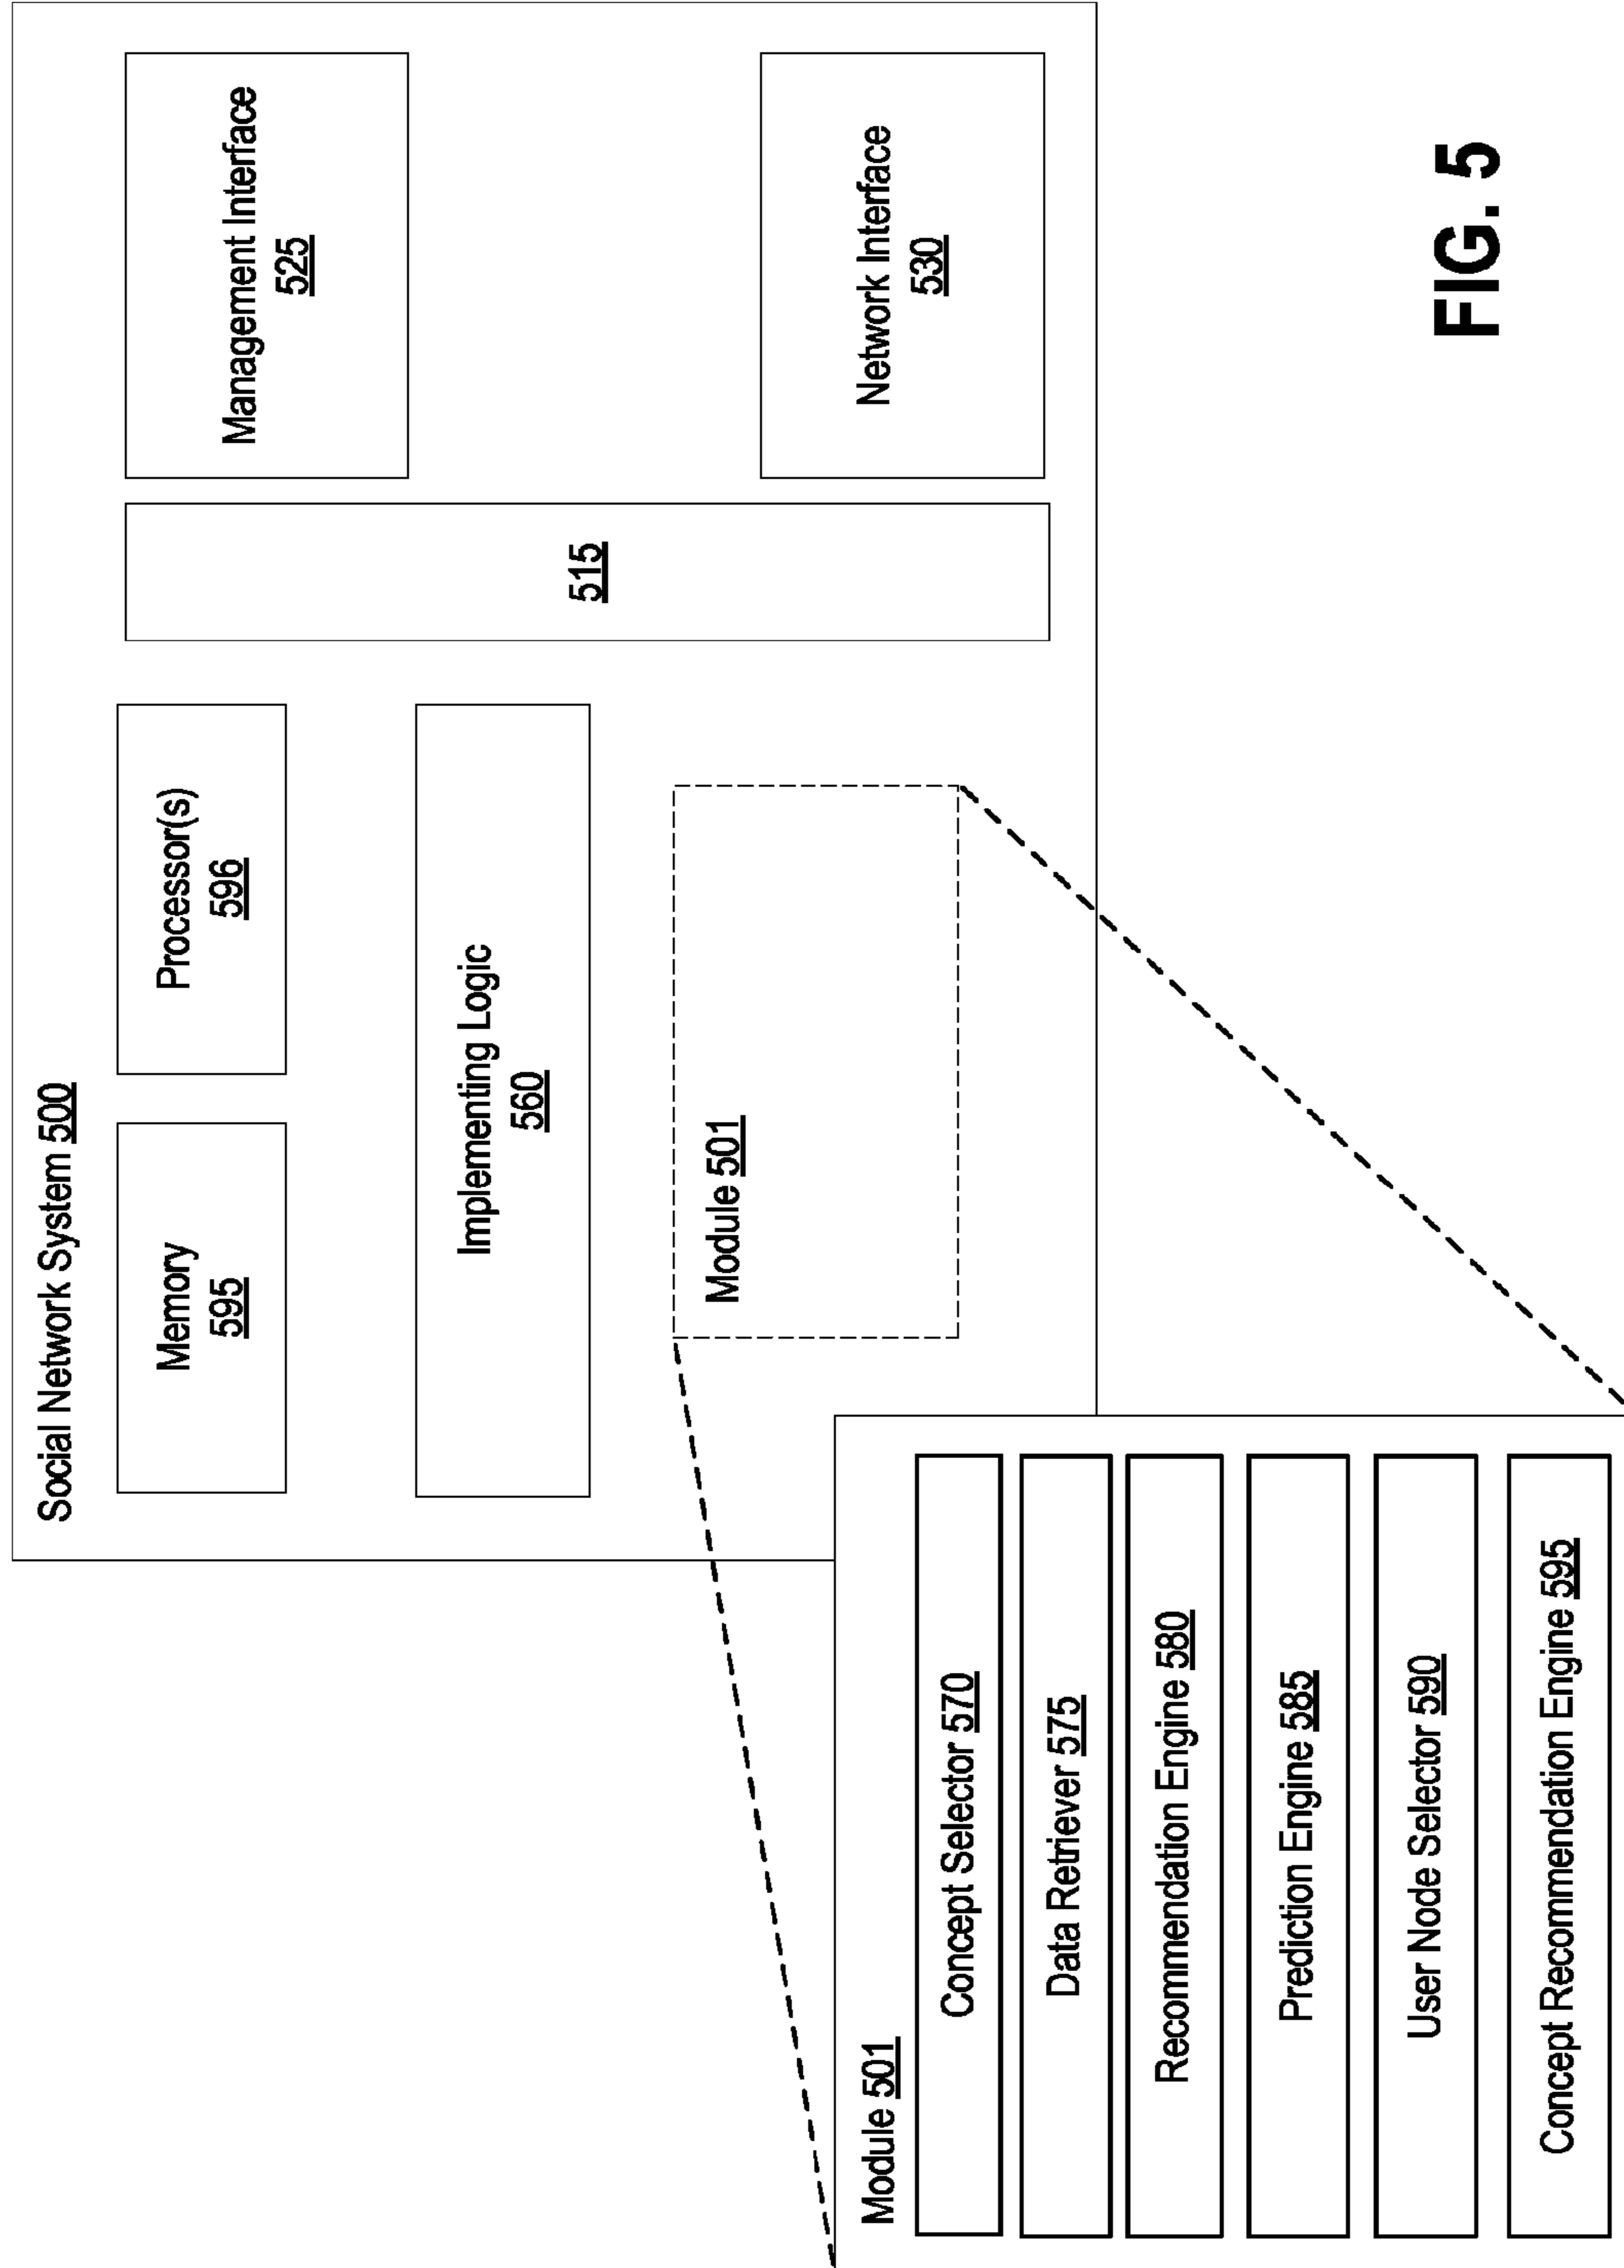 Social Network System 500
Memory
595
Processor(s)
596
Implementing Logic
560
Module 501
515
Management Interface
525
Network Interface
530
Module 501
Concept Selector 570
Data Retriever 575
Recommendation Engine 580
Prediction Engine 585
User Node Selector 590
Concept Recommendation Engine 595
FIG. 5